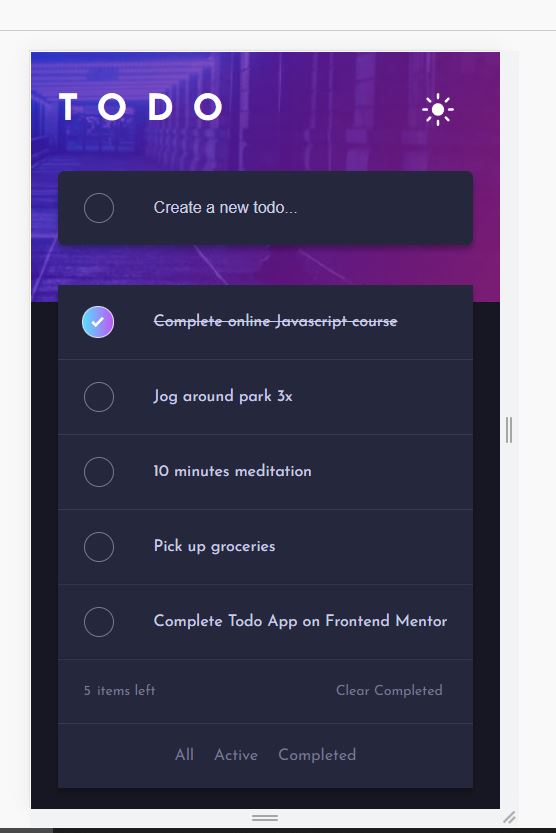 TODO
Create a new todo...
Complete online Javascript course
Jog around park 3x
10 minutes meditation
Pick up groceries
Complete Todo App on Frontend Mentor
5 items left Clear Completed
All Active Completed